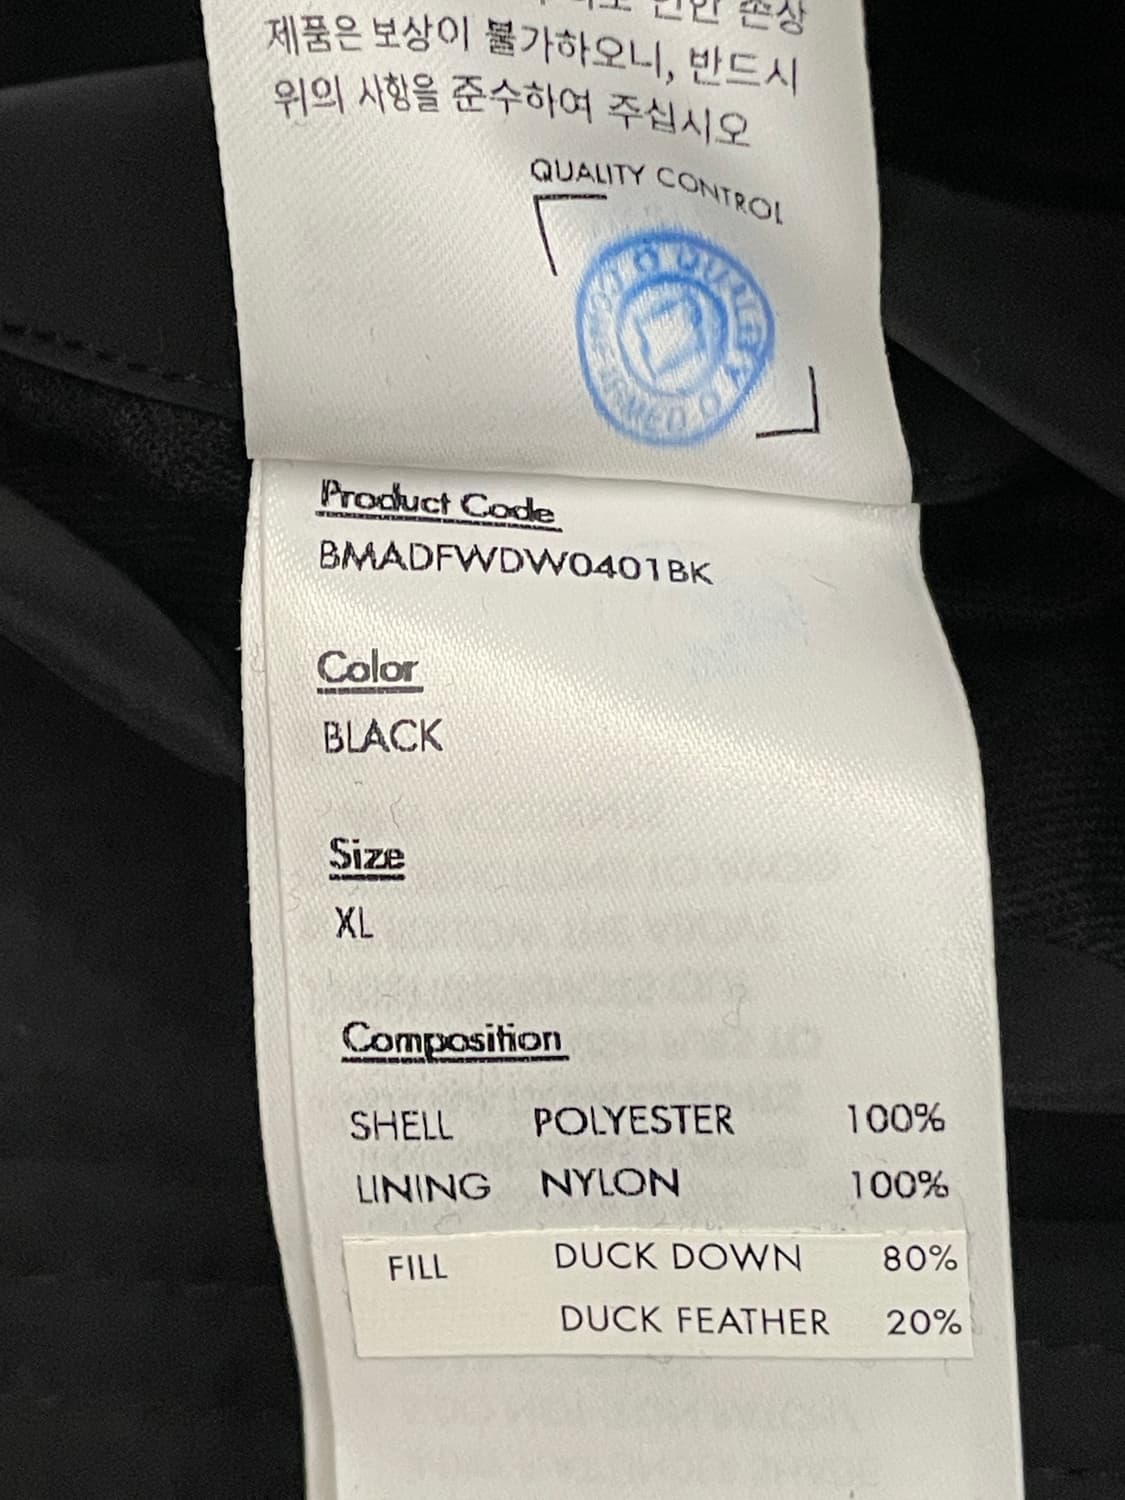 손상
제품은 보상이 불가하오니, 반드시
위의 사항을 준수하여 주십시오
QUALITY CONTROL
Product Code
BMADFWDW0401BK
Color
BLACK
Size
XL
Composition
SHELL POLYESTER 100%
LINING NYLON 100%
FILL DUCK DOWN 80%
DUCK FEATHER 20%